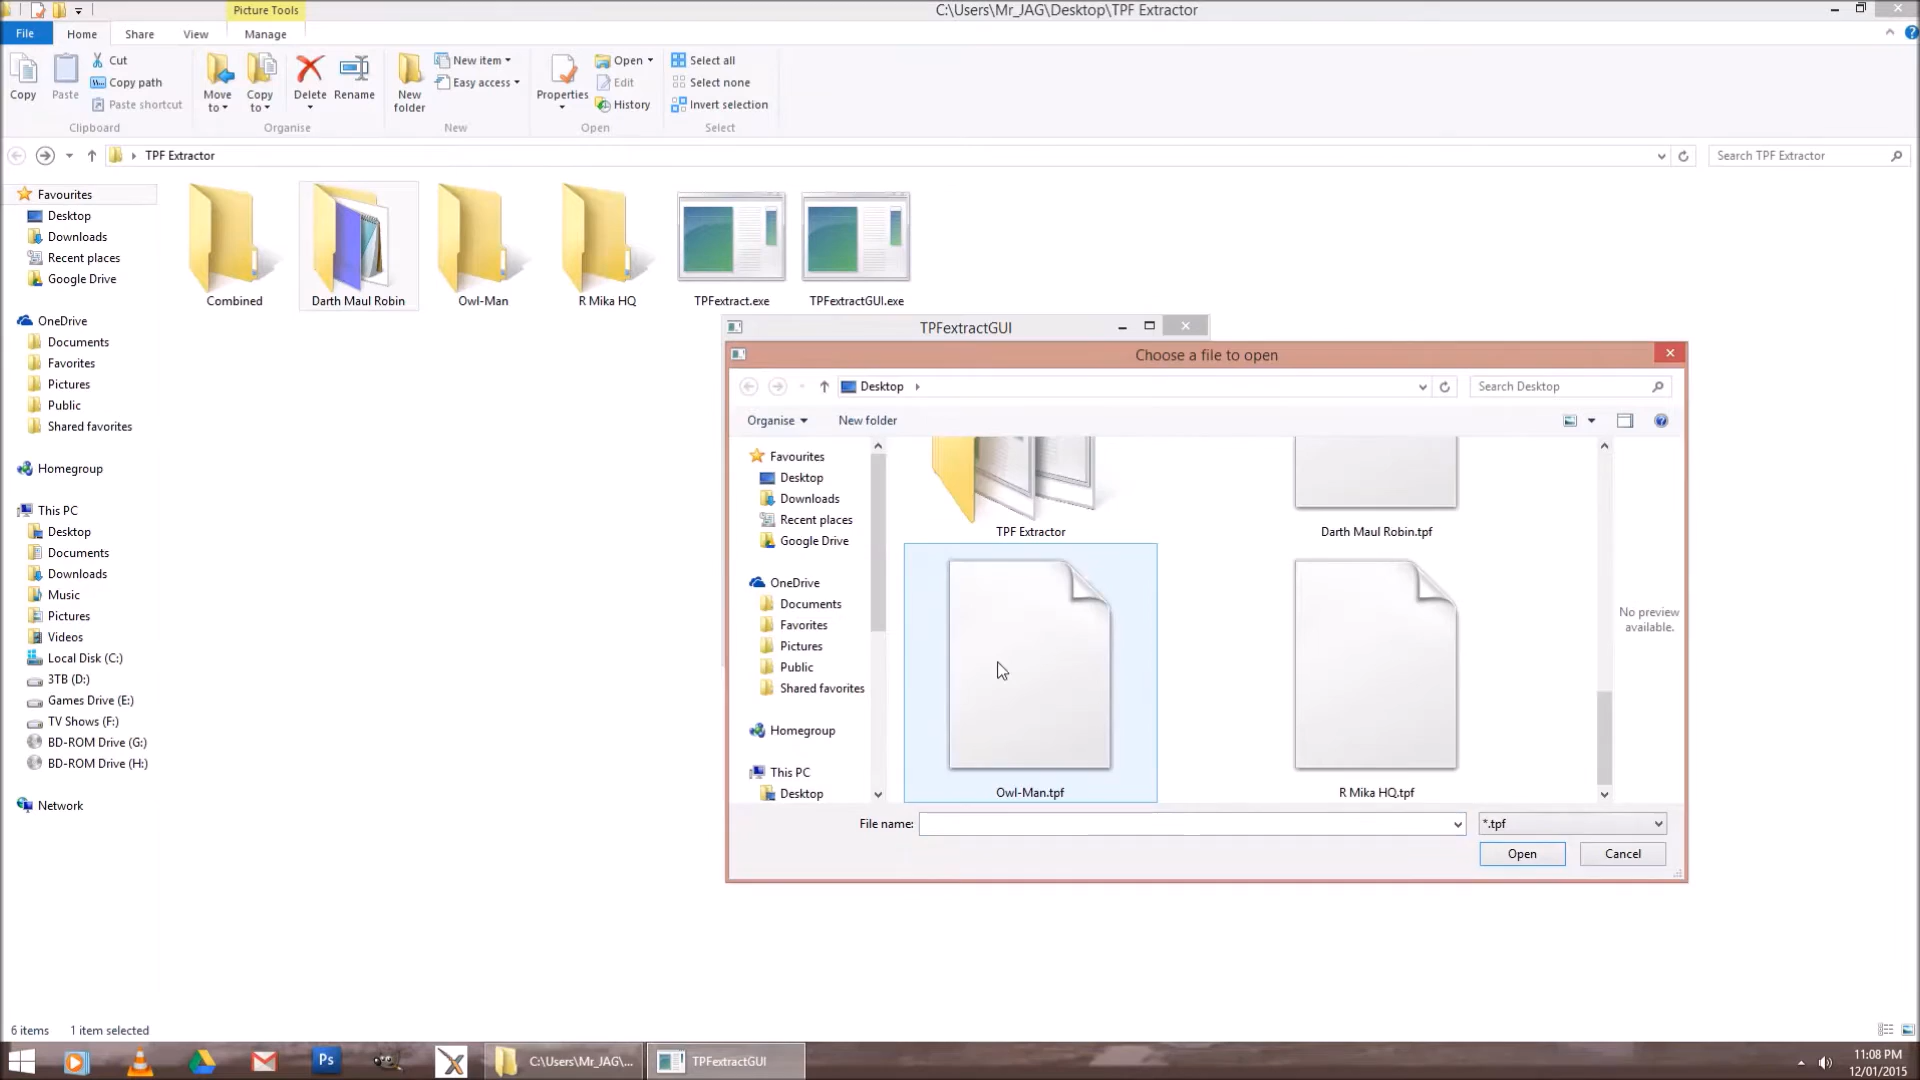 Picture Tools
C:\Users\Mr_JAG\Desktop\TPF Extractor
File
Home
Share
View
Manage
Copy
Paste
Cut
Copy path
Paste shortcut
Clipboard
Move to
Copy to
Delete
Rename
Organise
New folder
New item
Easy access
New
Properties
Open
Edit
History
Open
Select all
Select none
Invert selection
Select
TPF Extractor
Search TPF Extractor
Favourites
Desktop
Downloads
Recent places
Google Drive
OneDrive
Documents
Favorites
Pictures
Public
Shared favorites
Homegroup
This PC
Desktop
Documents
Downloads
Music
Pictures
Videos
Local Disk (C:)
3TB (D:)
Games Drive (E:)
TV Shows (F:)
BD-ROM Drive (G:)
BD-ROM Drive (H:)
Network
Combined
Darth Maul Robin
Owl-Man
R Mika HQ
TPFextract.exe
TPFextractGUI.exe
TPFextractGUI
Choose a file to open
Desktop
Search Desktop
Organise
New folder
Favourites
Desktop
Downloads
Recent places
Google Drive
OneDrive
Documents
Favorites
Pictures
Public
Shared favorites
Homegroup
This PC
Desktop
TPF Extractor
Darth Maul Robin.tpf
Owl-Man.tpf
R Mika HQ.tpf
No preview
available.
File name:
*.tpf
Open
Cancel
6 items
1 item selected
Ps
C:\Users\Mr_JAG\...
TPFextractGUI
11:08 PM
12/01/2015